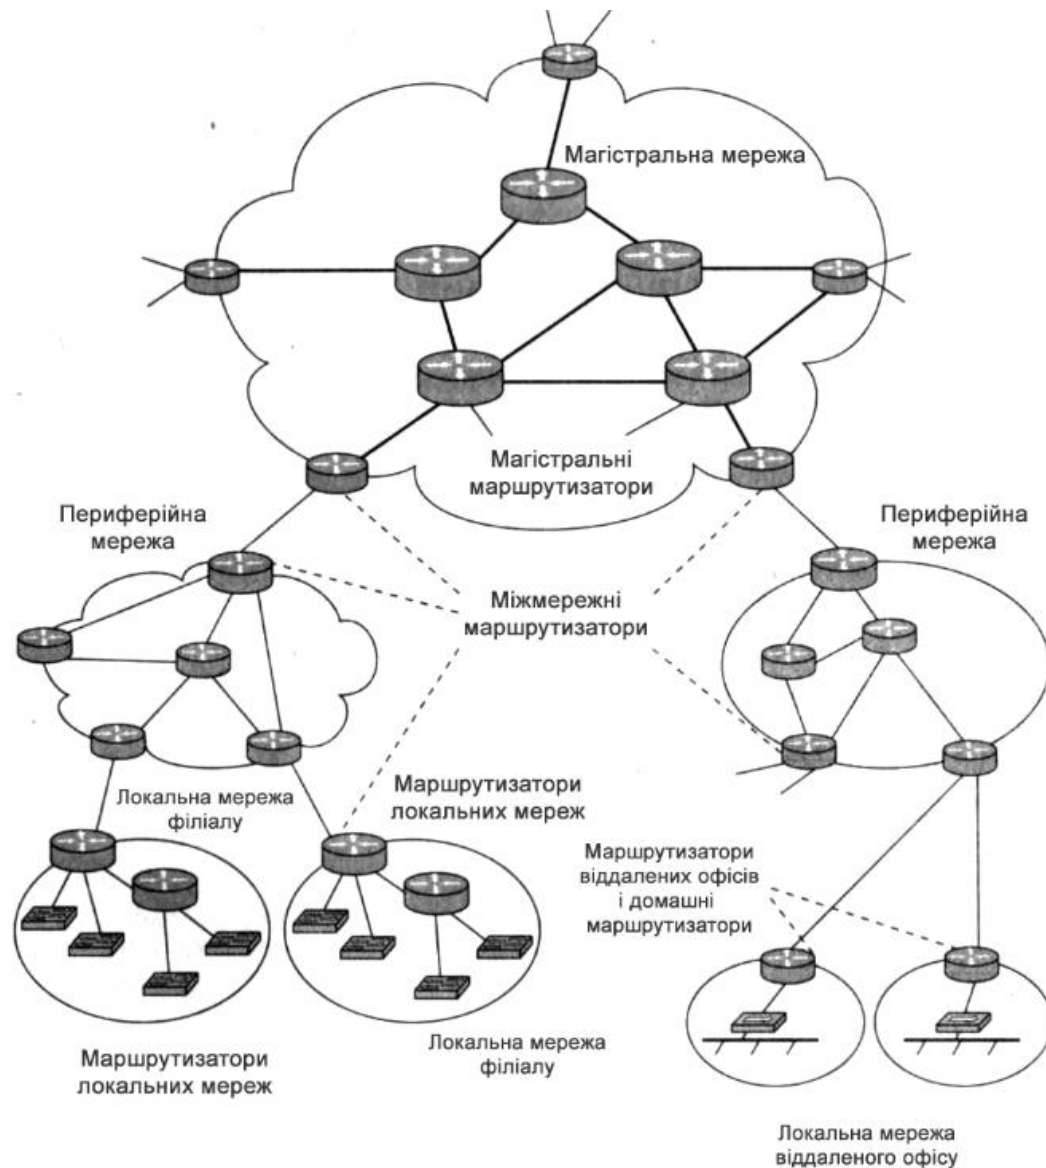 Магістральна мережа
Магістральні
маршрутизатори
Периферійна
мережа
Периферійна
мережа
Міжмережні
маршрутизатори
Локальна мережа
філіалу
Маршрутизатори
локальних мереж
Маршрутизатори
віддалених офісів
і домашні
маршрутизатори
Маршрутизатори
локальних мереж
Локальна мережа
філіалу
Локальна мережа
віддаленого офісу